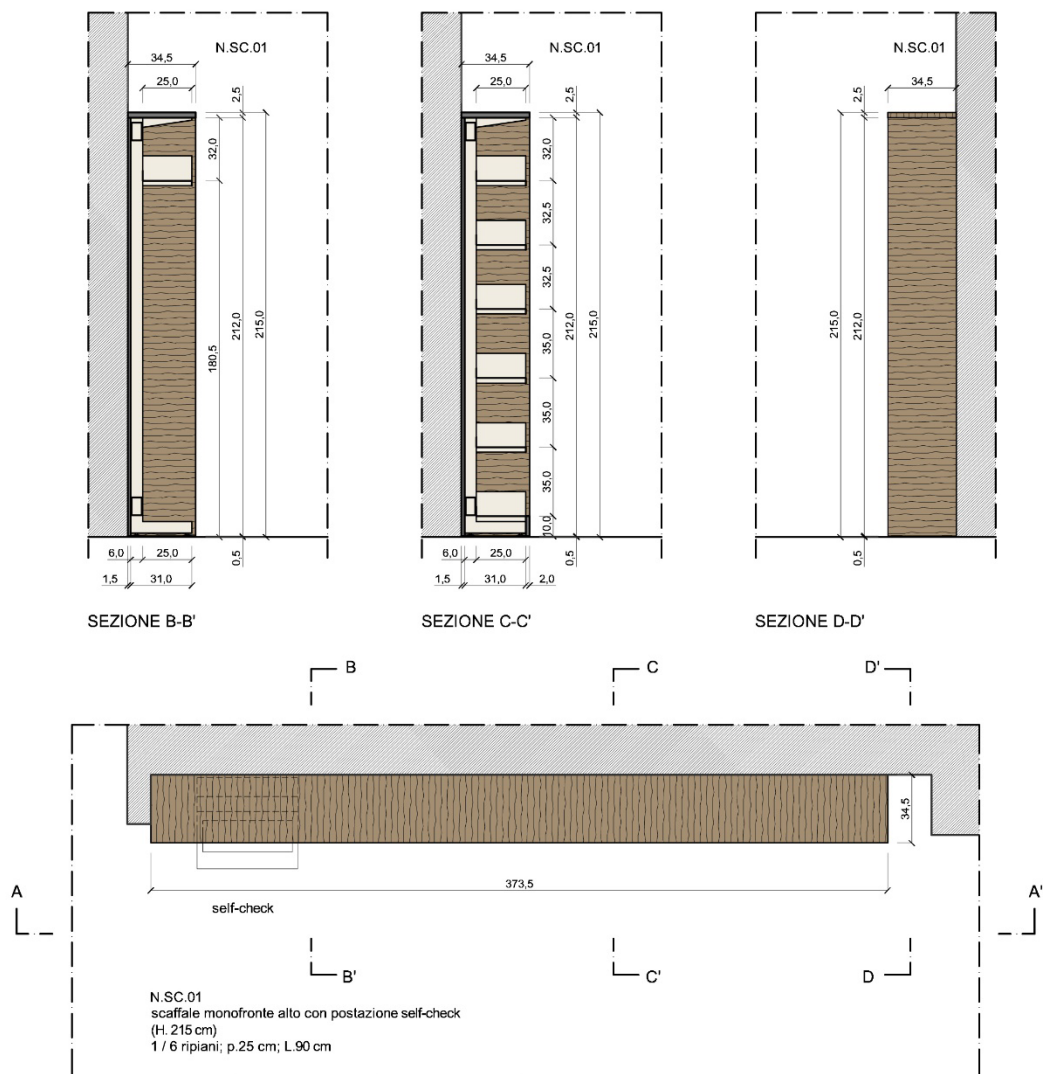 N.SC.01
34,5
25,0
2,5
32,0
180,5
212,0
215,0
6,0
25,0
0,5
1,5
31,0
SEZIONE B-B'
N.SC.01
34,5
25,0
2,5
32,0
32,5
32,5
35,0
35,0
35,0
10,0
212,0
215,0
6,0
25,0
0,5
1,5
31,0
2,0
SEZIONE C-C'
N.SC.01
34,5
2,5
215,0
212,0
0,5
SEZIONE D-D'
B
C
D'
34,5
373,5
A
A'
self-check
B'
C'
D
N.SC.01
scaffale monofronte alto con postazione self-check
(H. 215 cm)
1 / 6 ripiani; p.25 cm; L.90 cm